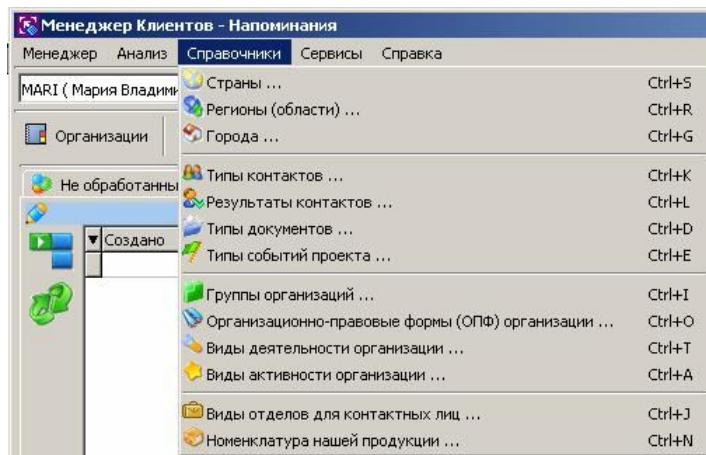 Менеджер Клиентов - Напоминания
Менеджер Анализ Справочники Сервисы Справка
MARI ( Мария Владими
Страны ... Ctrl+S
Регионы (области) ... Ctrl+R
Организации
Города ... Ctrl+G
Типы контактов ... Ctrl+K
Не обработанны
Результаты контактов ... Ctrl+L
Типы документов ... Ctrl+D
Создано
Типы событий проекта ... Ctrl+E
Группы организаций ... Ctrl+I
Организационно-правовые формы (ОПФ) организации ... Ctrl+O
Виды деятельности организации ... Ctrl+T
Виды активности организации ... Ctrl+A
Виды отделов для контактных лиц ... Ctrl+J
Номенклатура нашей продукции ... Ctrl+N